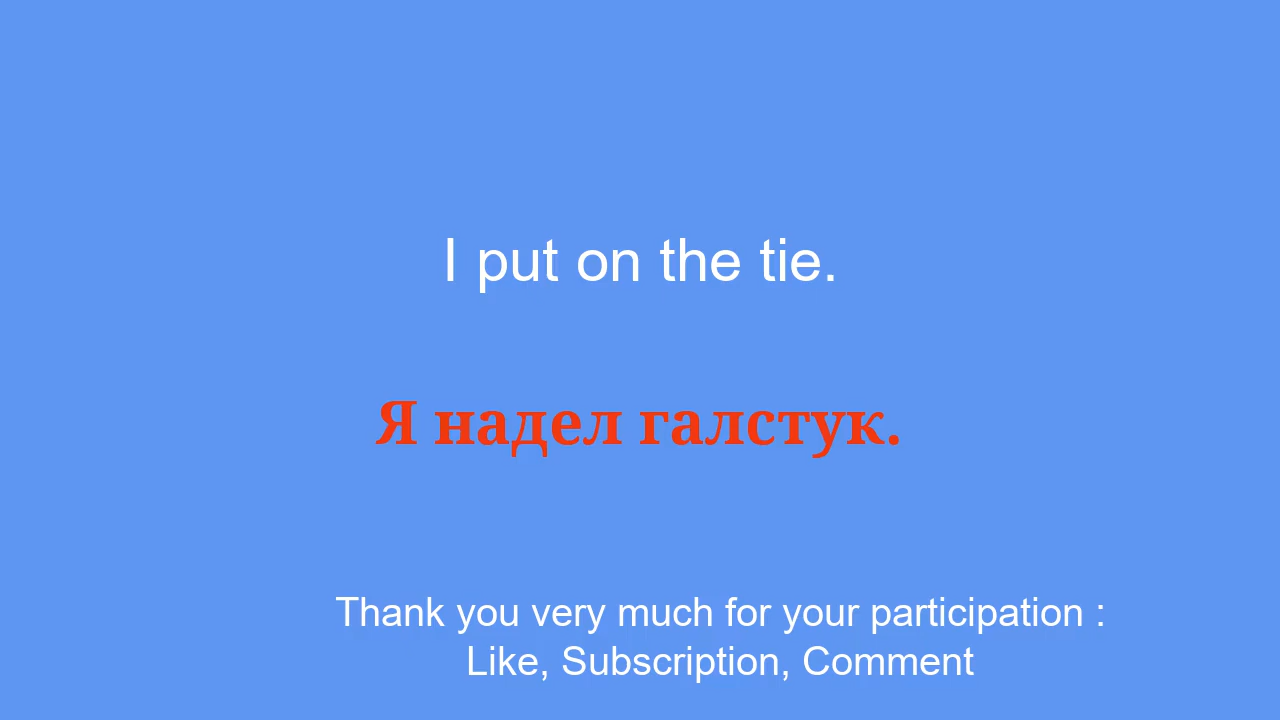 I put on the tie.
Я надел галстук.
Thank you very much for your participation :
Like, Subscription, Comment